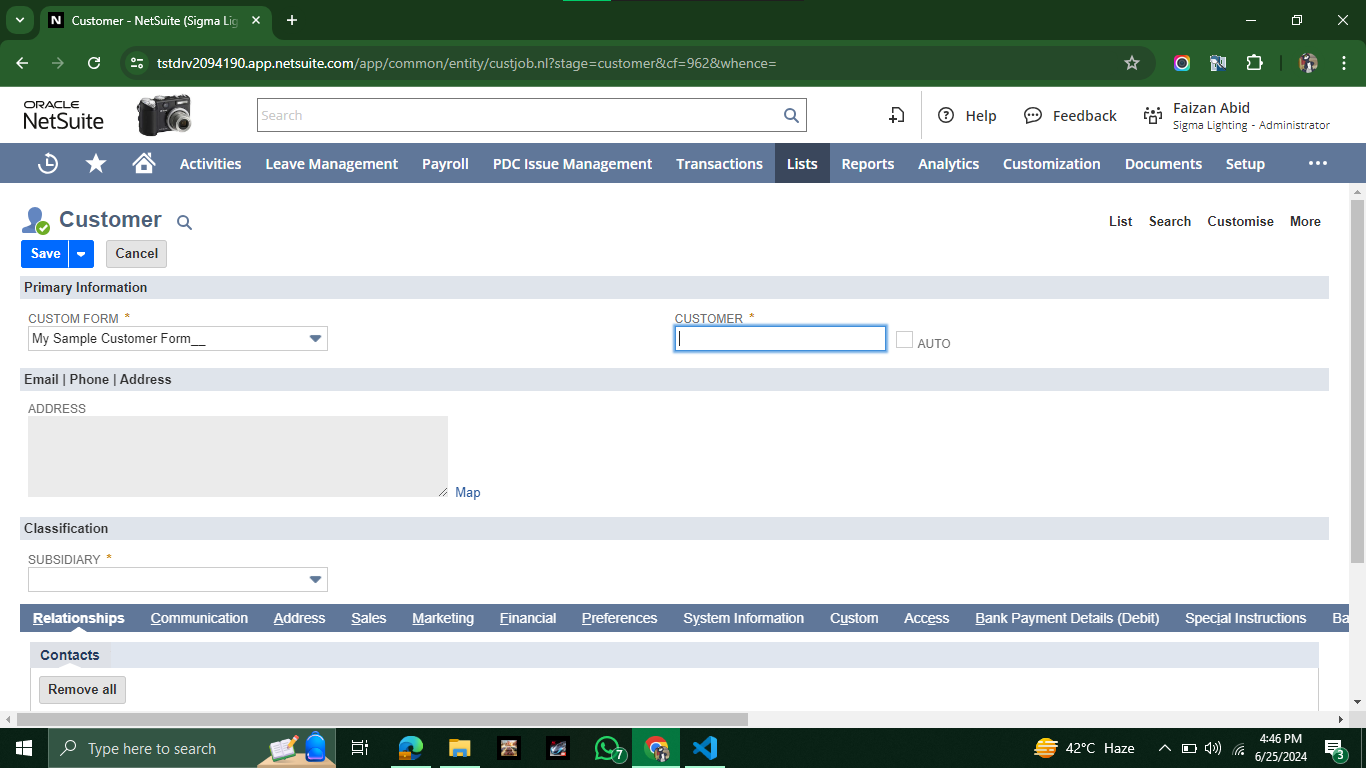 Customer - NetSuite (Sigma Lig
tstdrv2094190.app.netsuite.com/app/common/entity/custjob.nl?stage=customer&cf=962&whence=
ORACLE
NetSuite
Search
Help
Feedback
Faizan Abid
Sigma Lighting - Administrator
Activities Leave Management Payroll PDC Issue Management Transactions Lists Reports Analytics Customization Documents Setup
Customer
List Search Customise More
Save Cancel
Primary Information
CUSTOM FORM *
My Sample Customer Form__
CUSTOMER *
AUTO
Email | Phone | Address
ADDRESS
Map
Classification
SUBSIDIARY *
Relationships Communication Address Sales Marketing Financial Preferences System Information Custom Access Bank Payment Details (Debit) Special Instructions Ba
Contacts
Remove all
Type here to search
7
42°C Haze
4:46 PM
6/25/2024
3